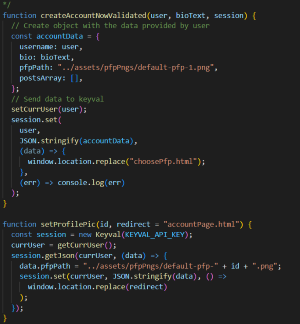 */
function createAccountNowValidated(user, bioText, session) {
// Create object with the data provided by user
const accountData = {
username: user,
bio: bioText,
pfpPath: "../assets/pfpPngs/default-pfp-1.png",
postsArray: [],
};
// Send data to keyval
setCurrUser(user);
session.set(
user,
JSON.stringify(accountData),
(data) => {
window.location.replace("choosePfp.html");
},
(err) => console.log(err)
);
}
function setProfilePic(id, redirect = "accountPage.html") {
const session = new Keyval(KEYVAL_API_KEY);
currUser = getCurrUser();
session.getJson(currUser, (data) => {
data.pfpPath = "../assets/pfpPngs/default-pfp-" + id + ".png";
session.set(currUser, JSON.stringify(data), () =>
window.location.replace(redirect)
);
});
}